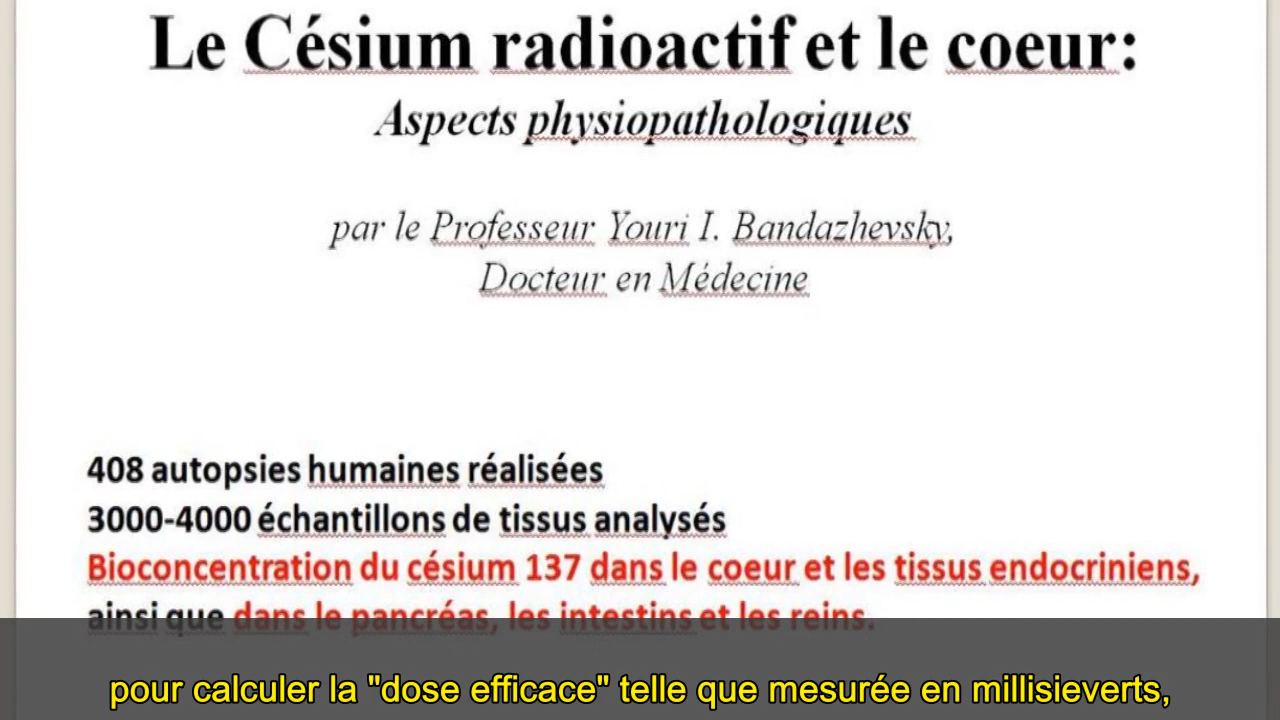 Le Césium radioactif et le coeur:
Aspects physiopathologiques
par le Professeur Youri I. Bandazhevsky,
Docteur en Médecine
408 autopsies humaines réalisées
3000-4000 échantillons de tissus analysés
Bioconcentration du césium 137 dans le coeur et les tissus endocriniens,
ainsi que dans le pancréas, les intestins et les reins.
pour calculer la "dose efficace" telle que mesurée en millisieverts,